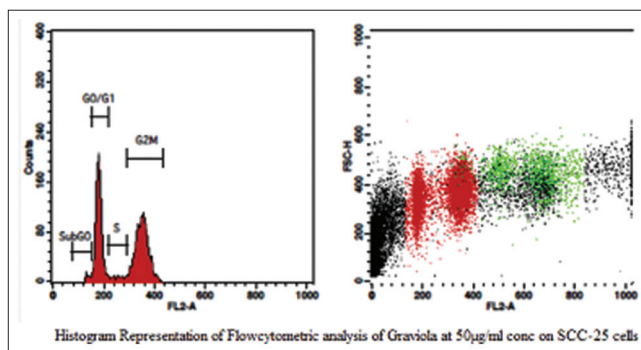 400
320
240
160
80
0
Counts
G0/G1
G2M
SubG0
S
0 200 400 600 800 1000
FL2-A
1000
800
600
400
200
0
FSC-H
0 200 400 600 800 1000
FL2-A
Histogram Representation of Flowcytometric analysis of Graviola at 50µg/ml conc on SCC-25 cells